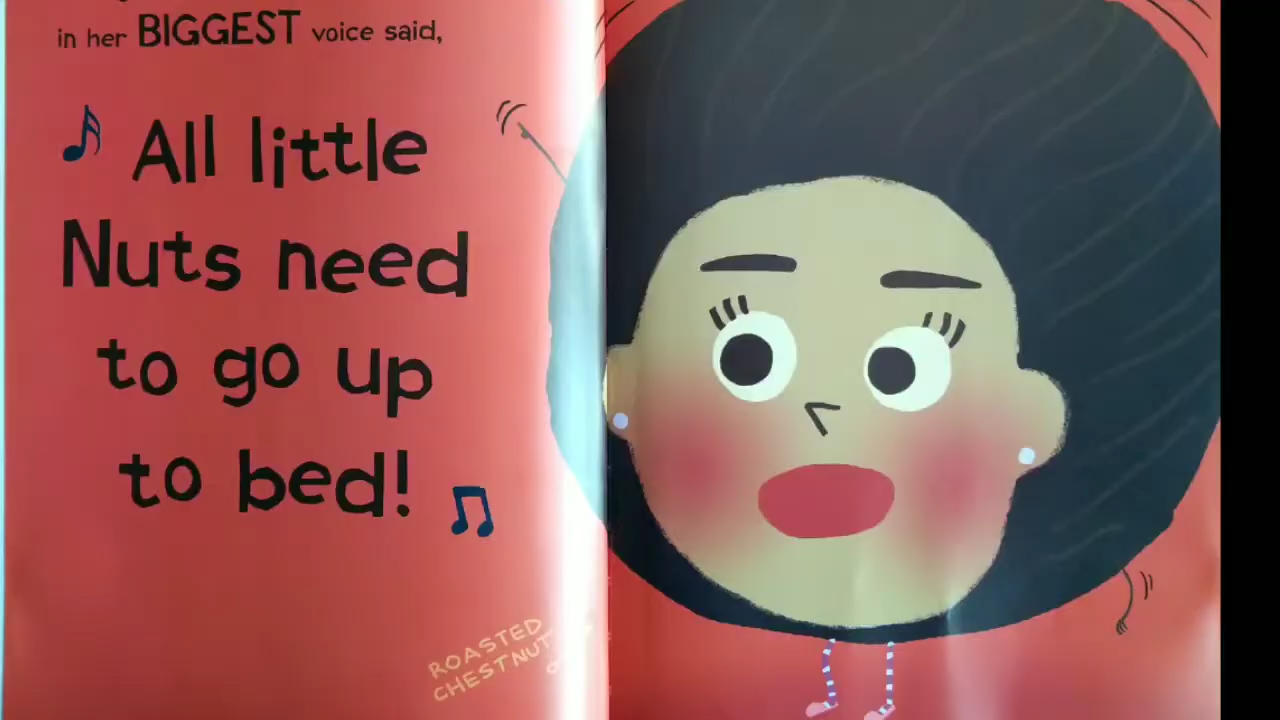 in her BIGGEST voice said,
All little
Nuts need
to go up
to bed!
ROASTED
CHESTNUT